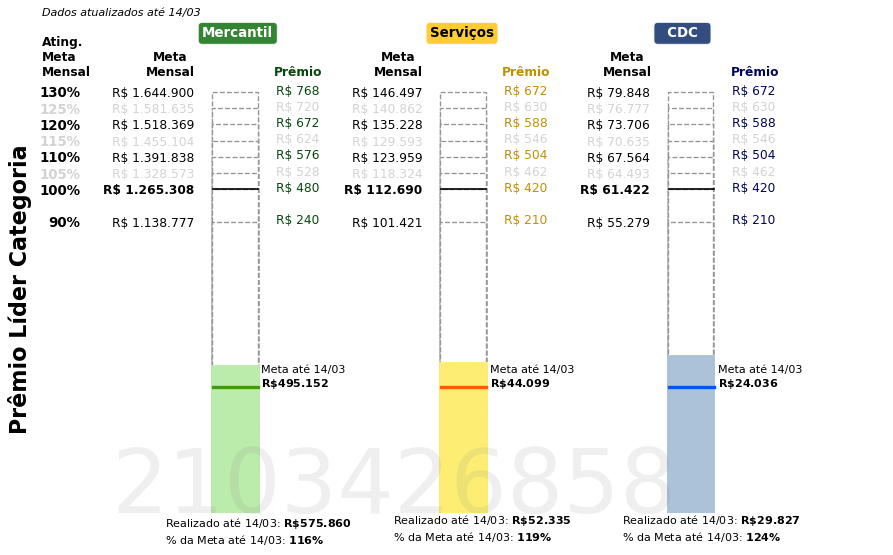 Dados atualizados até 14/03
Mercantil Serviços CDC
Ating.
Meta Meta Meta Meta
Mensal Mensal Prêmio Mensal Prêmio Mensal Prêmio
130% R$ 1.644.900 R$ 768 R$ 146.497 R$ 672 R$ 79.848 R$ 672
125% R$ 1.581.635 R$ 720 R$ 140.862 R$ 630 R$ 76.777 R$ 630
120% R$ 1.518.369 R$ 672 R$ 135.228 R$ 588 R$ 73.706 R$ 588
115% R$ 1.455.104 R$ 624 R$ 129.593 R$ 546 R$ 70.635 R$ 546
110% R$ 1.391.838 R$ 576 R$ 123.959 R$ 504 R$ 67.564 R$ 504
105% R$ 1.328.573 R$ 528 R$ 118.324 R$ 462 R$ 64.493 R$ 462
100% R$ 1.265.308 R$ 480 R$ 112.690 R$ 420 R$ 61.422 R$ 420
90% R$ 1.138.777 R$ 240 R$ 101.421 R$ 210 R$ 55.279 R$ 210
Prêmio Líder Categoria
Meta até 14/03 Meta até 14/03 Meta até 14/03
R$495.152 R$44.099 R$24.036
2103426858
Realizado até 14/03: R$575.860 Realizado até 14/03: R$52.335 Realizado até 14/03: R$29.827
% da Meta até 14/03: 116% % da Meta até 14/03: 119% % da Meta até 14/03: 124%